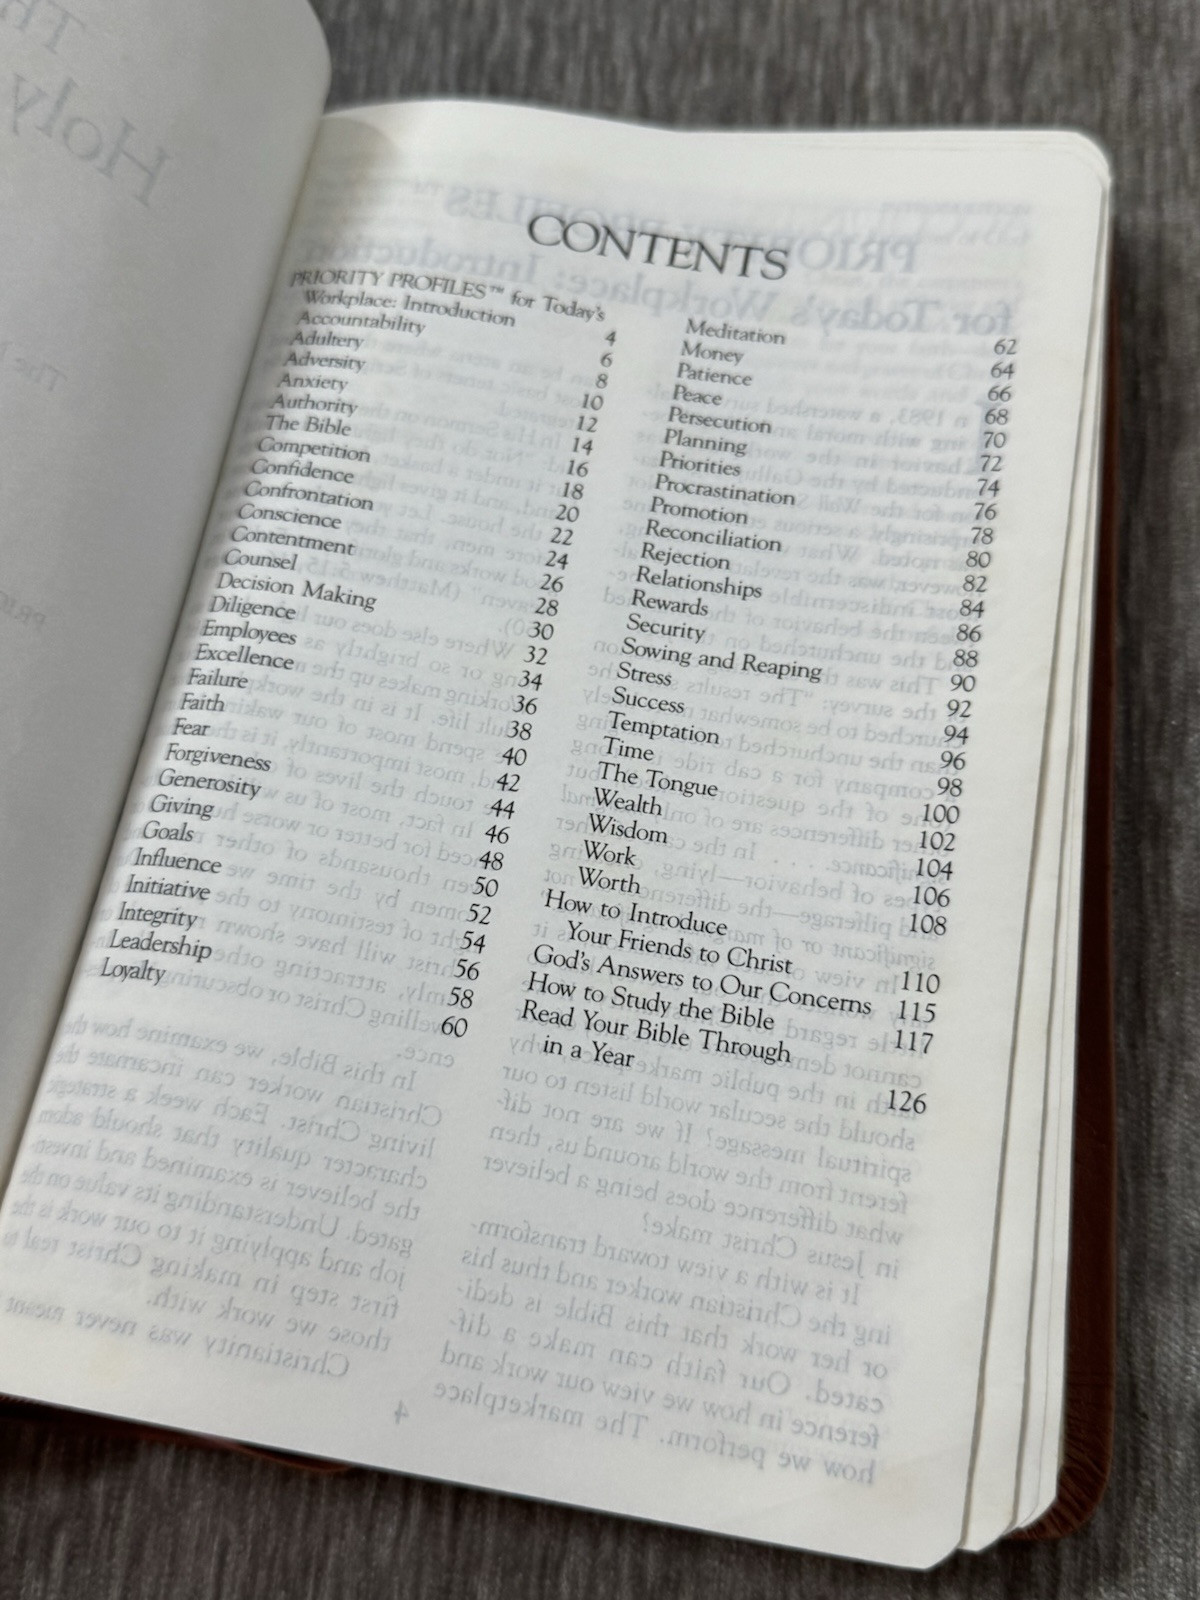 CONTENTS
PRIORITY PROFILES™ for Today's
Workplace: Introduction 4
Accountability 6
Adultery 8
Adversity 10
Anxiety 12
Authority 14
The Bible 16
Competition 18
Confidence 20
Confrontation 22
Conscience 24
Contentment 26
Counsel 28
Decision Making 30
Diligence 32
Employees 34
Excellence 36
Failure 38
Faith 40
Fear 42
Forgiveness 44
Generosity 46
Giving 48
Goals 50
Influence 52
Initiative 54
Integrity 56
Leadership 58
Loyalty 60
Meditation 62
Money 64
Patience 66
Peace 68
Persecution 70
Planning 72
Priorities 74
Procrastination 76
Promotion 78
Reconciliation 80
Rejection 82
Relationships 84
Rewards 86
Security 88
Sowing and Reaping 90
Stress 92
Success 94
Temptation 96
Time 98
The Tongue 100
Wealth 102
Wisdom 104
Work 106
Worth 108
How to Introduce
Your Friends to Christ 110
God's Answers to Our Concerns 115
How to Study the Bible 117
Read Your Bible Through
in a Year 126